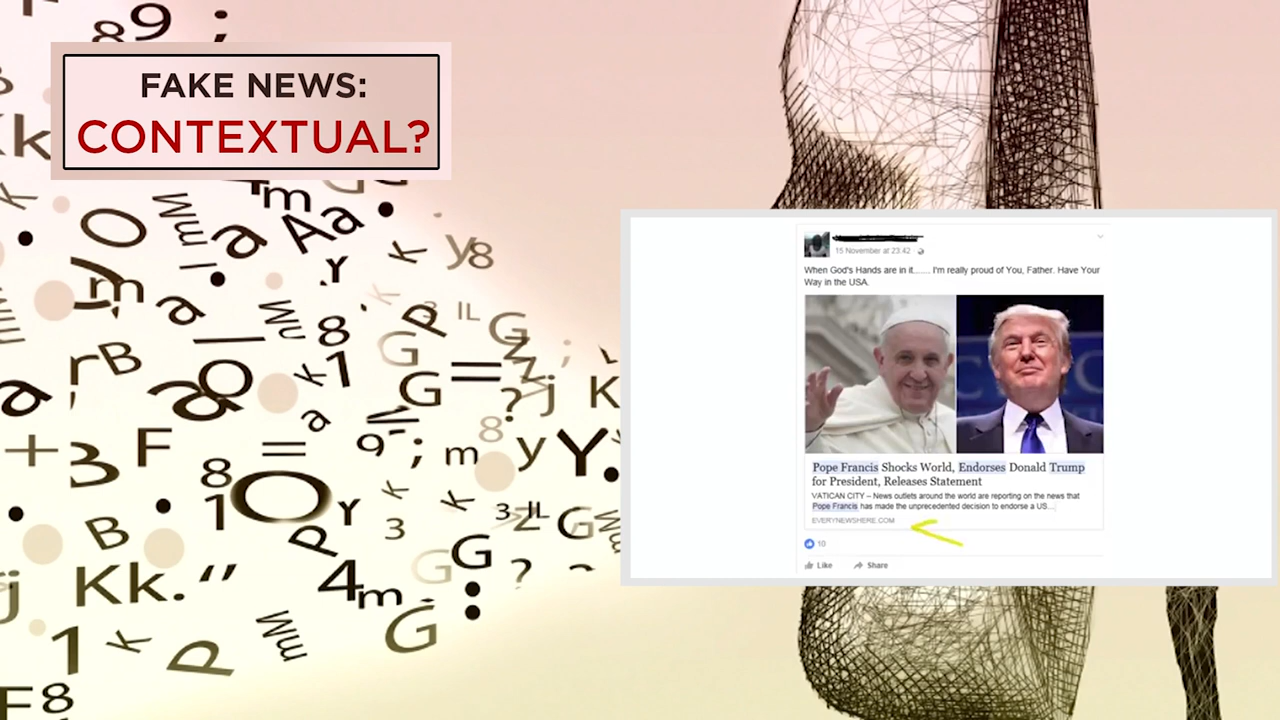 FAKE NEWS:
CONTEXTUAL?
15 November at 23:42
When God's Hands are in it....... I'm really proud of You, Father. Have Your
Way in the USA.
Pope Francis Shocks World, Endorses Donald Trump
for President, Releases Statement
VATICAN CITY – News outlets around the world are reporting on the news that
Pope Francis has made the unprecedented decision to endorse a US...
EVERYNEWSHERE.COM
10
Like Share